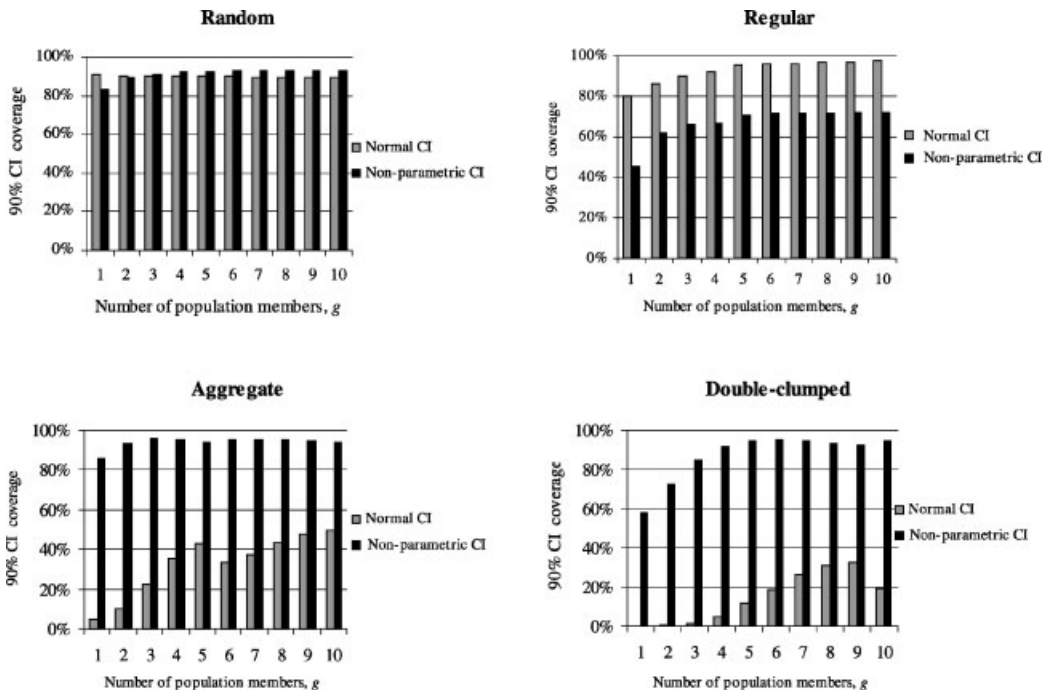 Random
90% CI coverage
100%
80%
60%
40%
20%
0%
1 2 3 4 5 6 7 8 9 10
Number of population members, g
Normal CI
Non-parametric CI
Regular
90% CI coverage
100%
80%
60%
40%
20%
0%
1 2 3 4 5 6 7 8 9 10
Number of population members, g
Normal CI
Non-parametric CI
Aggregate
90% CI coverage
100%
80%
60%
40%
20%
0%
1 2 3 4 5 6 7 8 9 10
Number of population members, g
Normal CI
Non-parametric CI
Double-clumped
90% CI coverage
100%
80%
60%
40%
20%
0%
1 2 3 4 5 6 7 8 9 10
Number of population members, g
Normal CI
Non-parametric CI